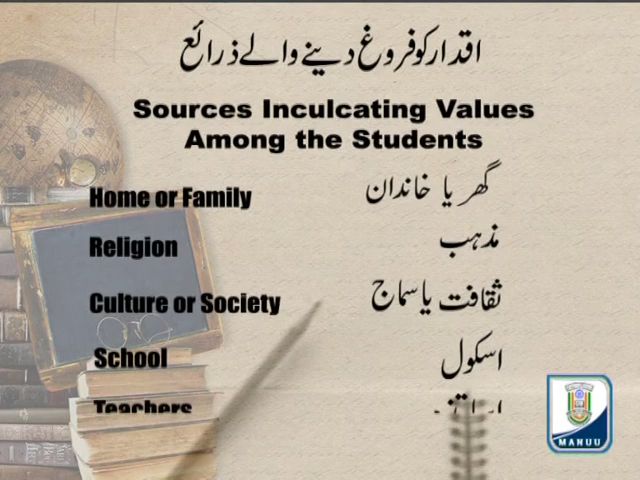 اقدار کو فروغ دینے والے ذرائع
Sources Inculcating Values
Among the Students
Home or Family گھر یا خاندان
Religion مذہب
Culture or Society ثقافت یا سماج
School اسکول
Teachers
MANUU